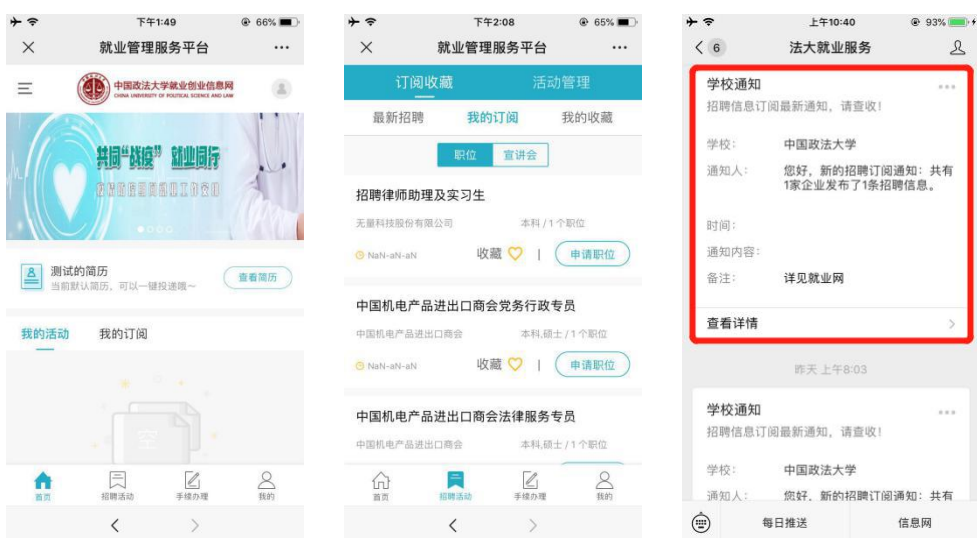 下午1:49
66%
就业管理服务平台
中国政法大学就业创业信息网
CHINA UNIVERSITY OF POLITICAL SCIENCE AND LAW
共同“战疫” 就业同行
测试的简历
当前默认简历，可以一键投递哦～
查看简历
我的活动
我的订阅
首页
招聘活动
手续办理
我的
下午2:08
65%
就业管理服务平台
订阅收藏
活动管理
最新招聘
我的订阅
我的收藏
职位
宣讲会
招聘律师助理及实习生
无量科技股份有限公司
本科 / 1个职位
NaN-aN-aN
收藏
申请职位
中国机电产品进出口商会党务行政专员
中国机电产品进出口商会
本科,硕士 / 1个职位
NaN-aN-aN
收藏
申请职位
中国机电产品进出口商会法律服务专员
中国机电产品进出口商会
本科,硕士 / 1个职位
首页
招聘活动
手续办理
我的
上午10:40
93%
6
法大就业服务
学校通知
招聘信息订阅最新通知，请查收！
学校： 中国政法大学
通知人： 您好，新的招聘订阅通知：共有
1家企业发布了1条招聘信息。
时间：
通知内容：
备注： 详见就业网
查看详情
昨天 上午8:03
学校通知
招聘信息订阅最新通知，请查收！
学校： 中国政法大学
通知人： 您好，新的招聘订阅通知：共有
每日推送
信息网